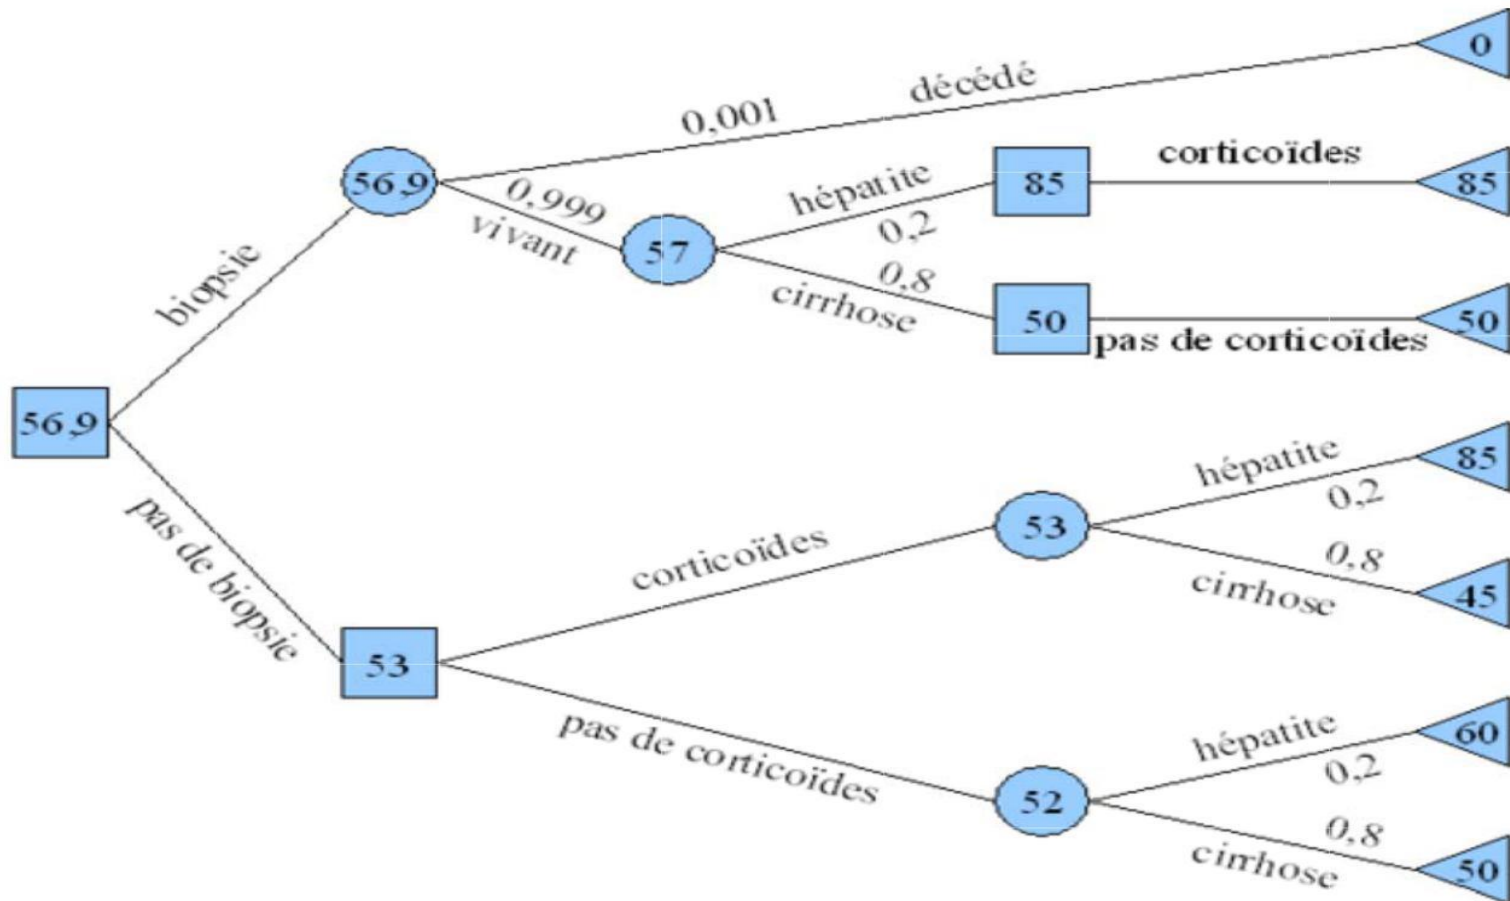 0
décédé
0,001
56,9
0,999
vivant
57
hépatite
0,2
85
corticoïdes
85
0,8
cirrhose
50
pas de corticoïdes
50
biopsie
56,9
pas de biopsie
53
corticoïdes
53
hépatite
0,2
85
0,8
cirrhose
45
pas de corticoïdes
52
hépatite
0,2
60
0,8
cirrhose
50